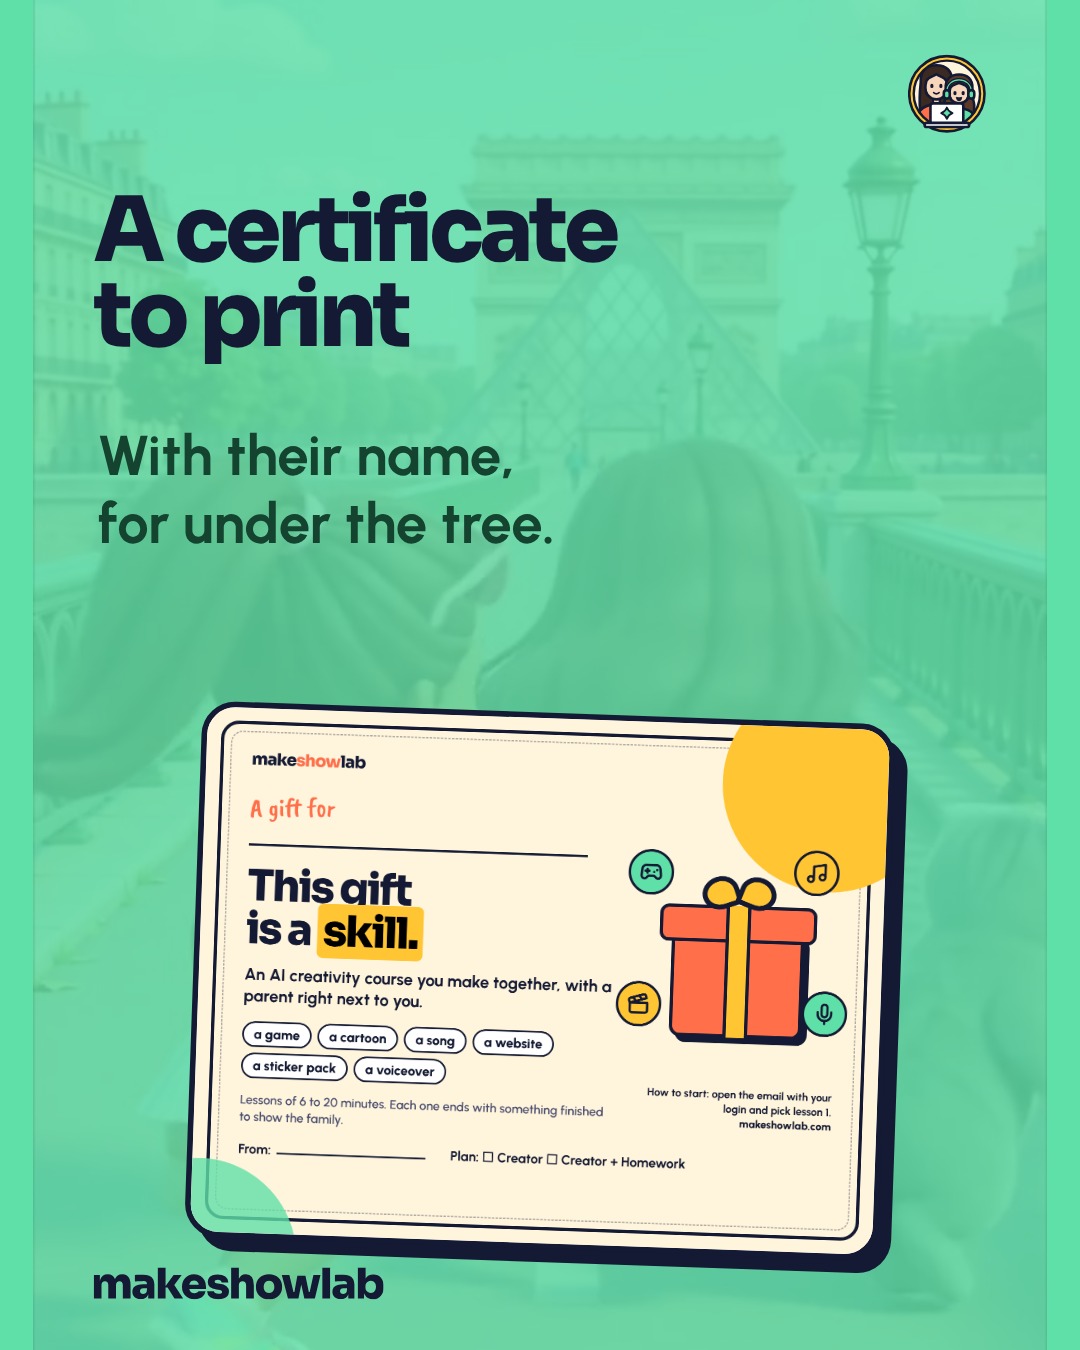 A certificate
to print
With their name,
for under the tree.
makeshowlab
A gift for
This gift
is a skill.
An AI creativity course you make together, with a
parent right next to you.
a game
a cartoon
a song
a website
a sticker pack
a voiceover
Lessons of 6 to 20 minutes. Each one ends with something finished
to show the family.
How to start: open the email with your
login and pick lesson 1.
makeshowlab.com
From:
Plan: ☐ Creator ☐ Creator + Homework
makeshowlab